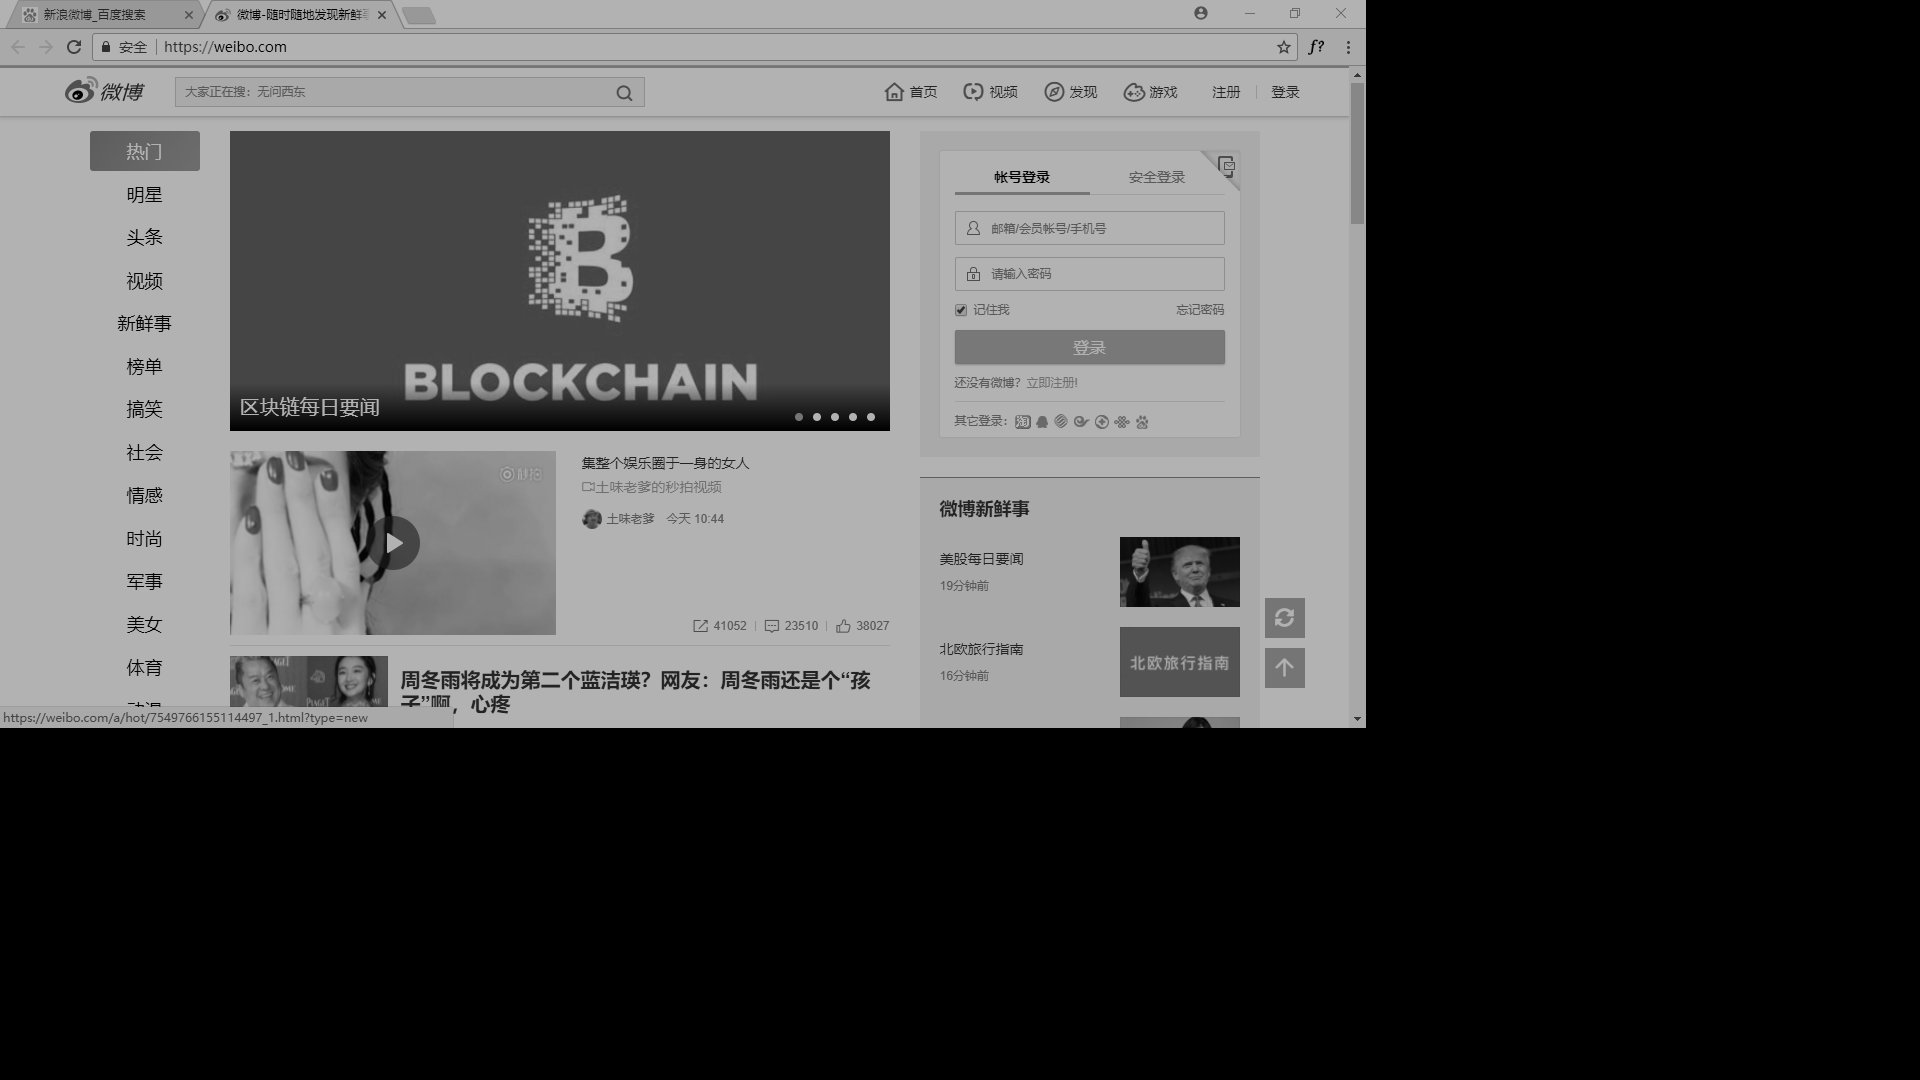 新浪微博_百度搜索
微博-随时随地发现新鲜
安全
https://weibo.com
f?
微博
大家正在搜：无问西东
首页
视频
发现
游戏
注册
登录
热门
明星
头条
视频
新鲜事
榜单
搞笑
社会
情感
时尚
军事
美女
体育
BLOCKCHAIN
区块链每日要闻
秒拍
集整个娱乐圈于一身的女人
土味老爹的秒拍视频
土味老爹 今天 10:44
41052
23510
38027
PIAGET
周冬雨将成为第二个蓝洁瑛？网友：周冬雨还是个“孩
子”啊，心疼
帐号登录
安全登录
邮箱/会员帐号/手机号
请输入密码
记住我
忘记密码
登录
还没有微博？立即注册!
其它登录：
淘
微博新鲜事
美股每日要闻
19分钟前
北欧旅行指南
16分钟前
北欧旅行指南
https://weibo.com/a/hot/7549766155114497_1.html?type=new